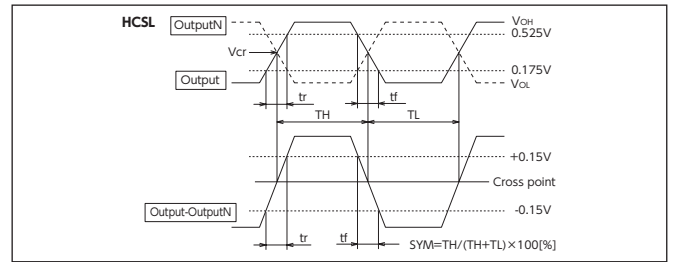 HCSL
OutputN
VOH
0.525V
Vcr
0.175V
Output
VOL
tr
tf
TH
TL
+0.15V
Cross point
Output-OutputN
-0.15V
tr
tf
SYM=TH/(TH+TL)×100[%]